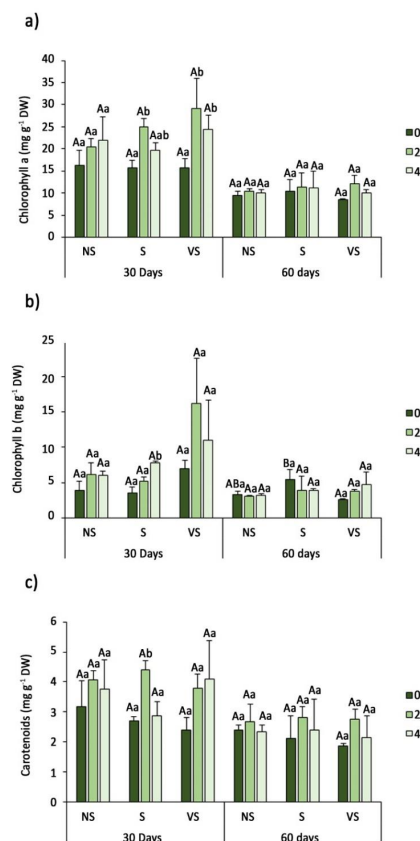 a)
Chlorophyll a (mg g⁻¹ DW)
40
35
30
25
20
15
10
5
0
Aa Aa Aa Aa Ab Aab Aa Ab Ab Aa Aa Aa Aa Aa Aa Aa Aa Aa
NS S VS NS S VS
30 Days 60 days
0
2
4
b)
Chlorophyll b (mg g⁻¹ DW)
25
20
15
10
5
0
Aa Aa Aa Aa Aa Ab Aa Aa Aa ABa Aa Aa Ba Aa Aa Aa Aa Aa
NS S VS NS S VS
30 Days 60 days
0
2
4
c)
Carotenoids (mg g⁻¹ DW)
6
5
4
3
2
1
0
Aa Aa Aa Aa Ab Aa Aa Aa Aa Aa Aa Aa Aa Aa Aa Aa Aa Aa
NS S VS NS S VS
30 Days 60 days
0
2
4